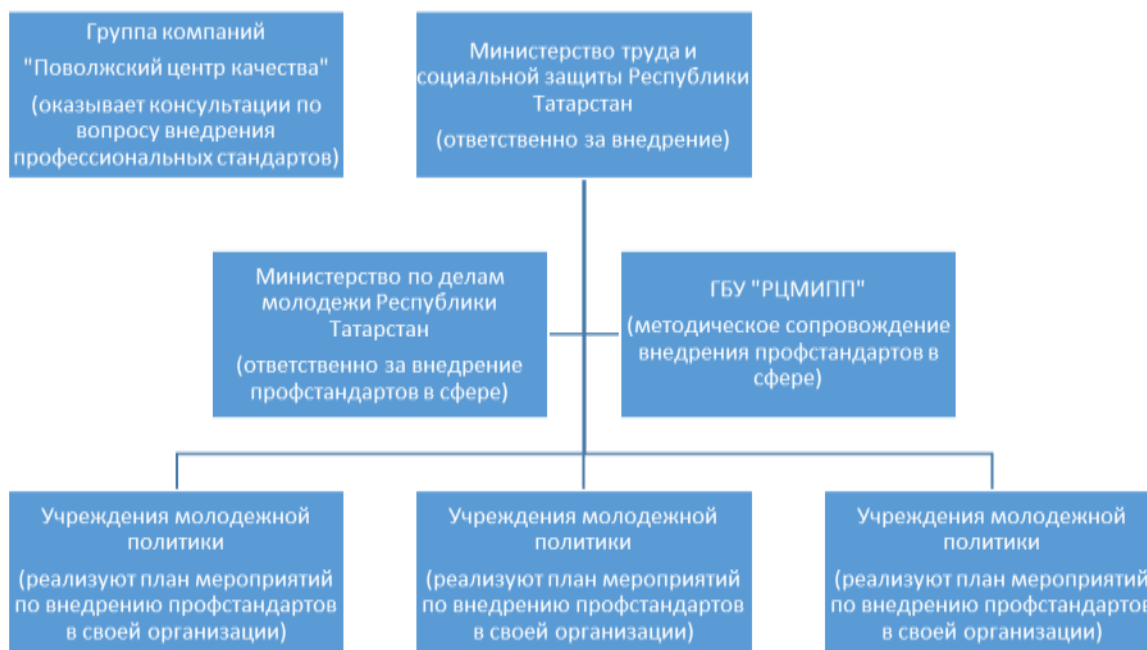 Группа компаний
"Поволжский центр качества"
(оказывает консультации по
вопросу внедрения
профессиональных стандартов)
Министерство труда и
социальной защиты Республики
Татарстан
(ответственно за внедрение)
Министерство по делам
молодежи Республики
Татарстан
(ответственно за внедрение
профстандартов в сфере)
ГБУ "РЦМИПП"
(методическое сопровождение
внедрения профстандартов в
сфере)
Учреждения молодежной
политики
(реализуют план мероприятий
по внедрению профстандартов
в своей организации)
Учреждения молодежной
политики
(реализуют план мероприятий
по внедрению профстандартов
в своей организации)
Учреждения молодежной
политики
(реализуют план мероприятий
по внедрению профстандартов
в своей организации)